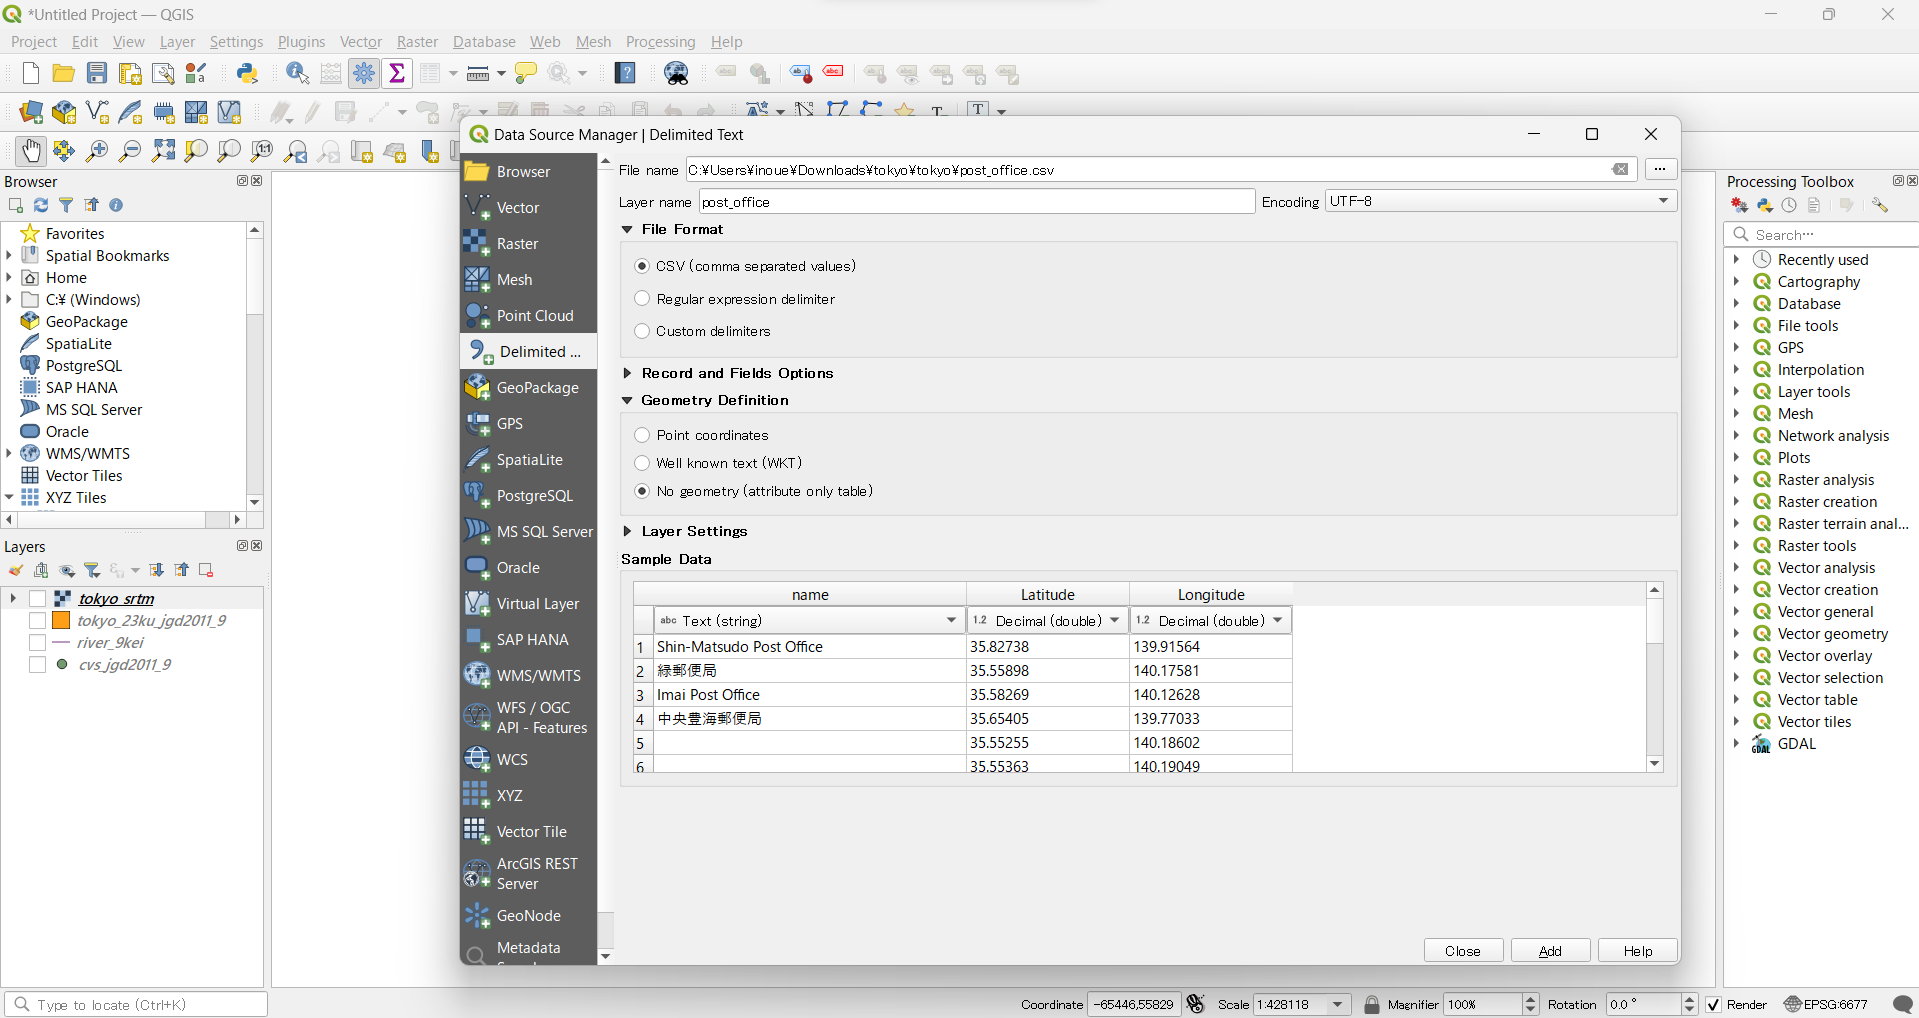 *Untitled Project — QGIS
Project Edit View Layer Settings Plugins Vector Raster Database Web Mesh Processing Help
Data Source Manager | Delimited Text
Browser
Favorites
Spatial Bookmarks
Home
C:¥ (Windows)
GeoPackage
SpatiaLite
PostgreSQL
SAP HANA
MS SQL Server
Oracle
WMS/WMTS
Vector Tiles
XYZ Tiles
Layers
tokyo_srtm
tokyo_23ku_jgd2011_9
river_9kei
cvs_jgd2011_9
Browser
Vector
Raster
Mesh
Point Cloud
Delimited ...
GeoPackage
GPS
SpatiaLite
PostgreSQL
MS SQL Server
Oracle
Virtual Layer
SAP HANA
WMS/WMTS
WFS / OGC
API - Features
WCS
XYZ
Vector Tile
ArcGIS REST
Server
GeoNode
Metadata
File name C:¥Users¥inoue¥Downloads¥tokyo¥tokyo¥post_office.csv ...
Layer name post_office Encoding UTF-8
File Format
CSV (comma separated values)
Regular expression delimiter
Custom delimiters
Record and Fields Options
Geometry Definition
Point coordinates
Well known text (WKT)
No geometry (attribute only table)
Layer Settings
Sample Data
name Latitude Longitude
abc Text (string) 1.2 Decimal (double) 1.2 Decimal (double)
1 Shin-Matsudo Post Office 35.82738 139.91564
2 緑郵便局 35.55898 140.17581
3 Imai Post Office 35.58269 140.12628
4 中央豊海郵便局 35.65405 139.77033
5 35.55255 140.18602
6 35.55363 140.19049
Close Add Help
Processing Toolbox
Search…
Recently used
Cartography
Database
File tools
GPS
Interpolation
Layer tools
Mesh
Network analysis
Plots
Raster analysis
Raster creation
Raster terrain anal...
Raster tools
Vector analysis
Vector creation
Vector general
Vector geometry
Vector overlay
Vector selection
Vector table
Vector tiles
GDAL
Type to locate (Ctrl+K)
Coordinate -65446,55829 Scale 1:428118 Magnifier 100% Rotation 0.0 ° Render EPSG:6677